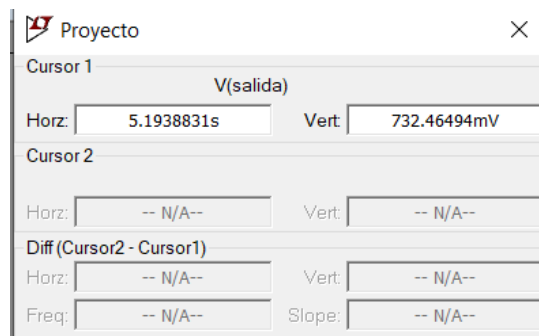 Proyecto
Cursor 1
V(salida)
Horz: 5.1938831s Vert: 732.46494mV
Cursor 2
Horz: -- N/A-- Vert: -- N/A--
Diff (Cursor2 - Cursor1)
Horz: -- N/A-- Vert: -- N/A--
Freq: -- N/A-- Slope: -- N/A--